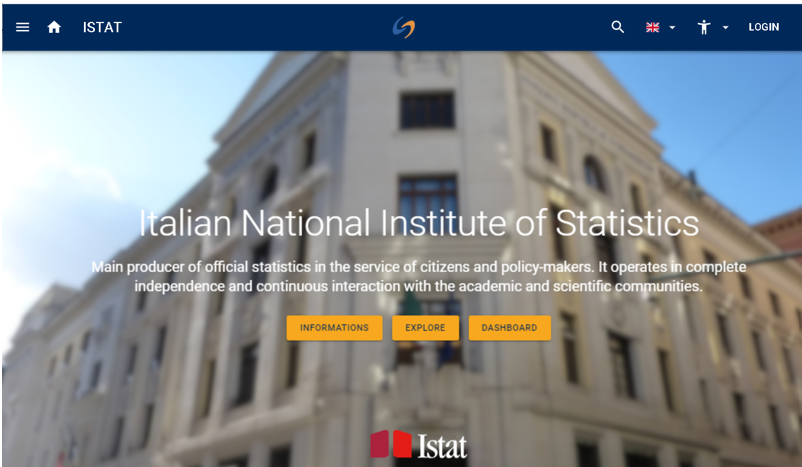 ISTAT
LOGIN
Italian National Institute of Statistics
Main producer of official statistics in the service of citizens and policy-makers. It operates in complete
independence and continuous interaction with the academic and scientific communities.
INFORMATIONS
EXPLORE
DASHBOARD
Istat